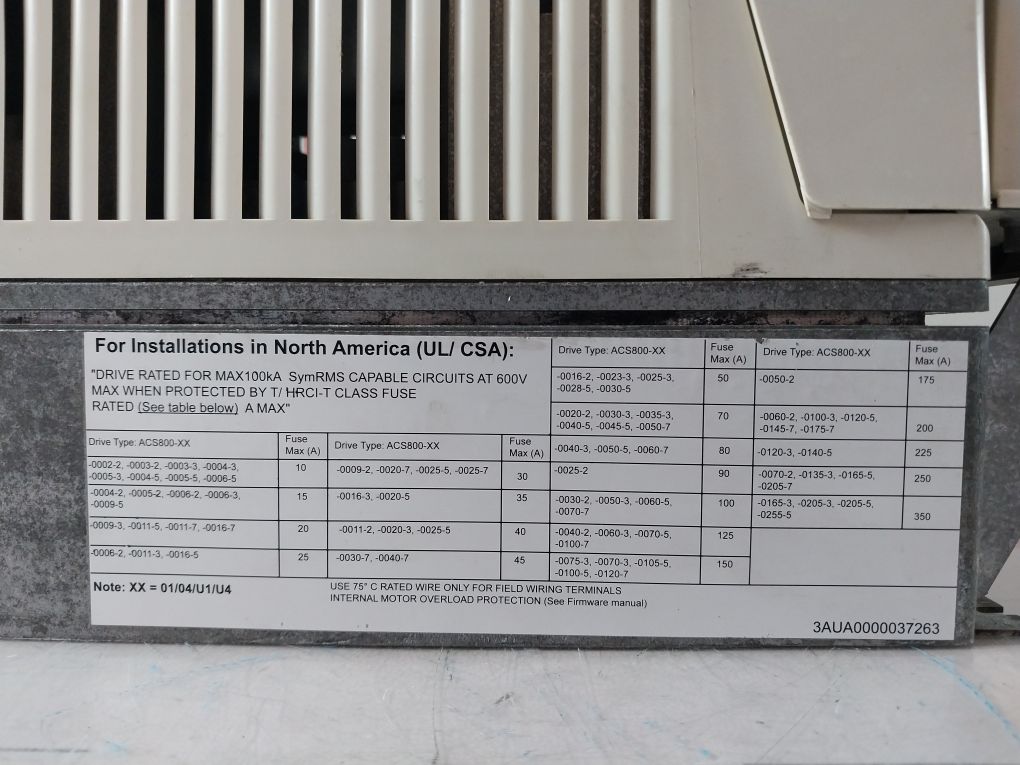 For Installations in North America (UL/ CSA):
"DRIVE RATED FOR MAX100kA SymRMS CAPABLE CIRCUITS AT 600V
MAX WHEN PROTECTED BY T/ HRCI-T CLASS FUSE
RATED (See table below) A MAX"
Drive Type: ACS800-XX
Fuse
Max (A)
-0002-2, -0003-2, -0003-3, -0004-3,
-0005-3, -0004-5, -0005-5, -0006-5
10
-0004-2, -0005-2, -0006-2, -0006-3,
-0009-5
15
-0009-3, -0011-5, -0011-7, -0016-7
20
-0006-2, -0011-3, -0016-5
25
Drive Type: ACS800-XX
Fuse
Max (A)
-0009-2, -0020-7, -0025-5, -0025-7
30
-0016-3, -0020-5
35
-0011-2, -0020-3, -0025-5
40
-0030-7, -0040-7
45
Drive Type: ACS800-XX
Fuse
Max (A)
-0016-2, -0023-3, -0025-3,
-0028-5, -0030-5
50
-0020-2, -0030-3, -0035-3,
-0040-5, -0045-5, -0050-7
70
-0040-3, -0050-5, -0060-7
80
-0025-2
90
-0030-2, -0050-3, -0060-5,
-0070-7
100
-0040-2, -0060-3, -0070-5,
-0100-7
125
-0075-3, -0070-3, -0105-5,
-0100-5, -0120-7
150
Drive Type: ACS800-XX
Fuse
Max (A)
-0050-2
175
-0060-2, -0100-3, -0120-5,
-0145-7, -0175-7
200
-0120-3, -0140-5
225
-0070-2, -0135-3, -0165-5,
-0205-7
250
-0165-3, -0205-3, -0205-5,
-0255-5
350
Note: XX = 01/04/U1/U4
USE 75° C RATED WIRE ONLY FOR FIELD WIRING TERMINALS
INTERNAL MOTOR OVERLOAD PROTECTION (See Firmware manual)
3AUA0000037263